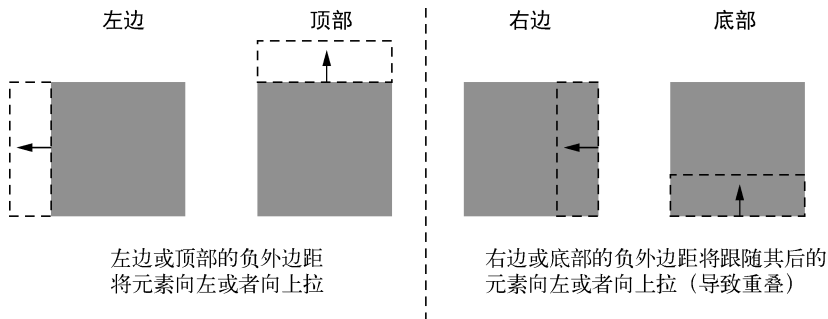 左边
顶部
右边
底部
左边或顶部的负外边距
将元素向左或者向上拉
右边或底部的负外边距将跟随其后的
元素向左或者向上拉（导致重叠）